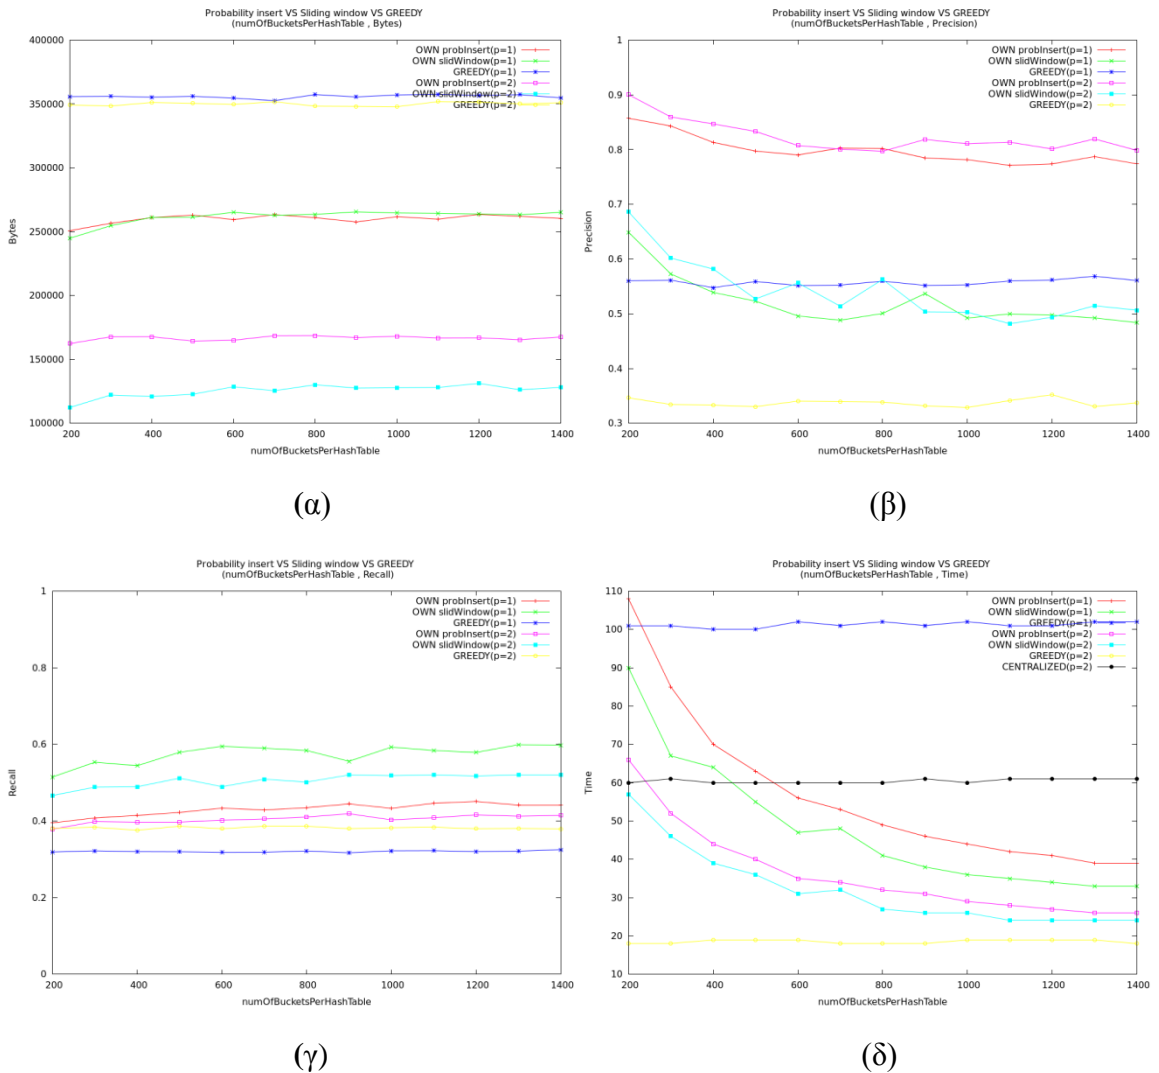 Probability insert VS Sliding window VS GREEDY
(numOfBucketsPerHashTable , Bytes)
OWN probInsert(p=1)
OWN slidWindow(p=1)
GREEDY(p=1)
OWN probInsert(p=2)
OWN slidWindow(p=2)
GREEDY(p=2)
400000
350000
300000
250000
200000
150000
100000
Bytes
200 400 600 800 1000 1200 1400
numOfBucketsPerHashTable
(α)
Probability insert VS Sliding window VS GREEDY
(numOfBucketsPerHashTable , Precision)
OWN probInsert(p=1)
OWN slidWindow(p=1)
GREEDY(p=1)
OWN probInsert(p=2)
OWN slidWindow(p=2)
GREEDY(p=2)
1
0.9
0.8
0.7
0.6
0.5
0.4
0.3
Precision
200 400 600 800 1000 1200 1400
numOfBucketsPerHashTable
(β)
Probability insert VS Sliding window VS GREEDY
(numOfBucketsPerHashTable , Recall)
OWN probInsert(p=1)
OWN slidWindow(p=1)
GREEDY(p=1)
OWN probInsert(p=2)
OWN slidWindow(p=2)
GREEDY(p=2)
1
0.8
0.6
0.4
0.2
0
Recall
200 400 600 800 1000 1200 1400
numOfBucketsPerHashTable
(γ)
Probability insert VS Sliding window VS GREEDY
(numOfBucketsPerHashTable , Time)
OWN probInsert(p=1)
OWN slidWindow(p=1)
GREEDY(p=1)
OWN probInsert(p=2)
OWN slidWindow(p=2)
GREEDY(p=2)
CENTRALIZED(p=2)
110
100
90
80
70
60
50
40
30
20
10
Time
200 400 600 800 1000 1200 1400
numOfBucketsPerHashTable
(δ)